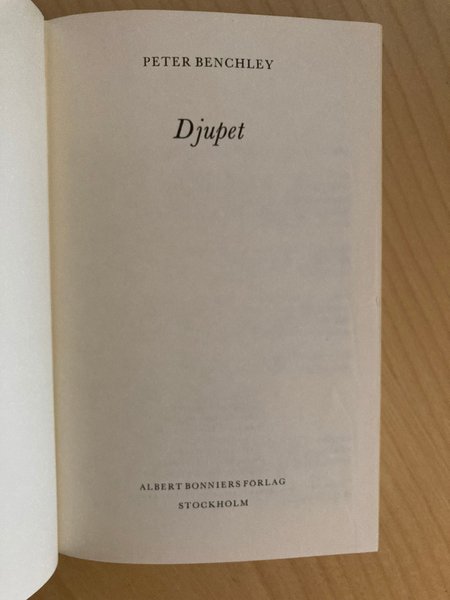 PETER BENCHLEY
Djupet
ALBERT BONNIERS FÖRLAG
STOCKHOLM